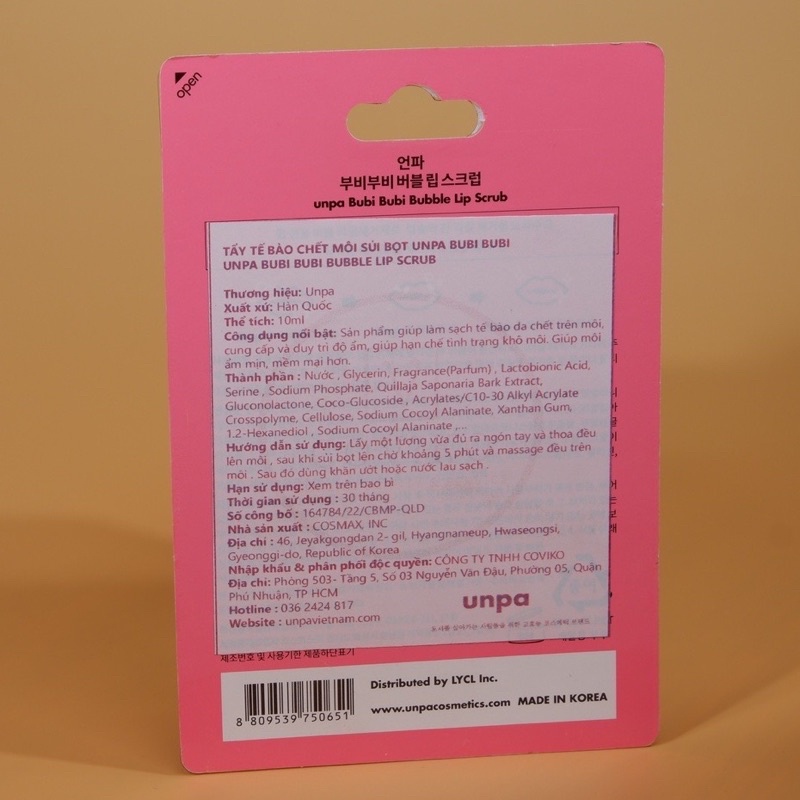 open
언파
부비부비 버블 립 스크럽
unpa Bubi Bubi Bubble Lip Scrub
TẨY TẾ BÀO CHẾT MÔI SỦI BỌT UNPA BUBI BUBI
UNPA BUBI BUBI BUBBLE LIP SCRUB
Thương hiệu: Unpa
Xuất xứ: Hàn Quốc
Thể tích: 10ml
Công dụng nổi bật: Sản phẩm giúp làm sạch tế bào da chết trên môi,
cung cấp và duy trì độ ẩm, giúp hạn chế tình trạng khô môi. Giúp môi
ẩm mịn, mềm mại hơn.
Thành phần : Nước , Glycerin, Fragrance(Parfum) , Lactobionic Acid,
Serine , Sodium Phosphate, Quillaja Saponaria Bark Extract,
Gluconolactone, Coco-Glucoside , Acrylates/C10-30 Alkyl Acrylate
Crosspolyme, Cellulose, Sodium Cocoyl Alaninate, Xanthan Gum,
1.2-Hexanediol , Sodium Cocoyl Alaninate ,...
Hướng dẫn sử dụng: Lấy một lượng vừa đủ ra ngón tay và thoa đều
lên môi , sau khi sủi bọt lên chờ khoảng 5 phút và massage đều trên
môi . Sau đó dùng khăn ướt hoặc nước lau sạch .
Hạn sử dụng: Xem trên bao bì
Thời gian sử dụng : 30 tháng
Số công bố : 164784/22/CBMP-QLD
Nhà sản xuất : COSMAX, INC
Địa chỉ : 46, Jeyakgongdan 2- gil, Hyangnameup, Hwaseongsi,
Gyeonggi-do, Republic of Korea
Nhập khẩu & phân phối độc quyền: CÔNG TY TNHH COVIKO
Địa chỉ: Phòng 503- Tầng 5, Số 03 Nguyễn Văn Đậu, Phường 05, Quận
Phú Nhuận, TP HCM
Hotline : 036 2424 817
Website : unpavietnam.com
unpa
제조번호 및 사용기한 제품하단표기
Distributed by LYCL Inc.
www.unpacosmetics.com MADE IN KOREA
8 809539 750651